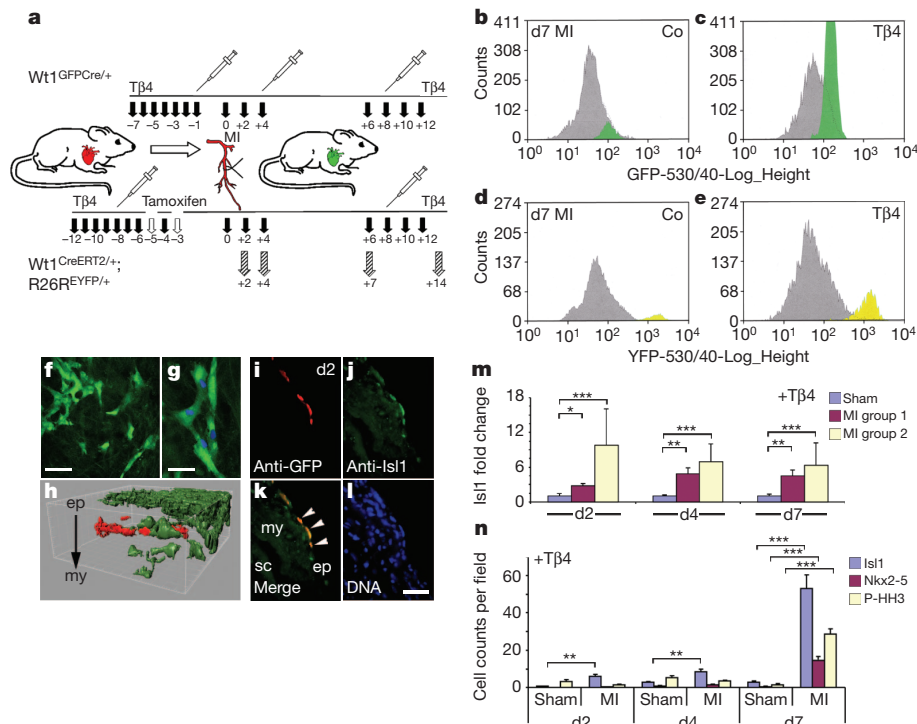 a
Wt1GFPCre/+
Tβ4
Tβ4
–7 –5 –3 –1 0 +2 +4 +6 +8 +10 +12
MI
Tβ4
Tamoxifen
Tβ4
–12 –10 –8 –6 –5 –4 –3 0 +2 +4 +6 +8 +10 +12
Wt1CreERT2/+;
R26REYFP/+
+2 +4 +7 +14
b
d7 MI
Co
Counts
411
308
205
102
0
10⁰ 10¹ 10² 10³ 10⁴
c
Tβ4
411
308
205
102
0
10⁰ 10¹ 10² 10³ 10⁴
GFP-530/40-Log_Height
d
d7 MI
Co
Counts
274
203
137
68
0
10⁰ 10¹ 10² 10³ 10⁴
e
Tβ4
274
203
137
68
0
10⁰ 10¹ 10² 10³ 10⁴
YFP-530/40-Log_Height
f
g
h
ep
my
i
d2
Anti-GFP
j
Anti-Isl1
k
my
sc
ep
Merge
l
DNA
m
+Tβ4
Sham
MI group 1
MI group 2
Isl1 fold change
18
12
6
0
* ***
** ***
** ***
d2 d4 d7
n
+Tβ4
Isl1
Nkx2-5
P-HH3
Cell counts per field
60
40
20
0
**
**
***
***
***
Sham MI Sham MI Sham MI
d2 d4 d7